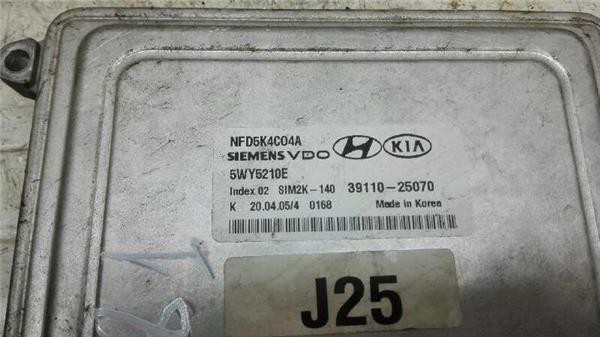 NFD5K4C04A
SIEMENS VDO KIA
5WY5210E
Index.02 SIM2K-140 39110-25070
K 20.04.05/4 0168 Made in Korea
J25